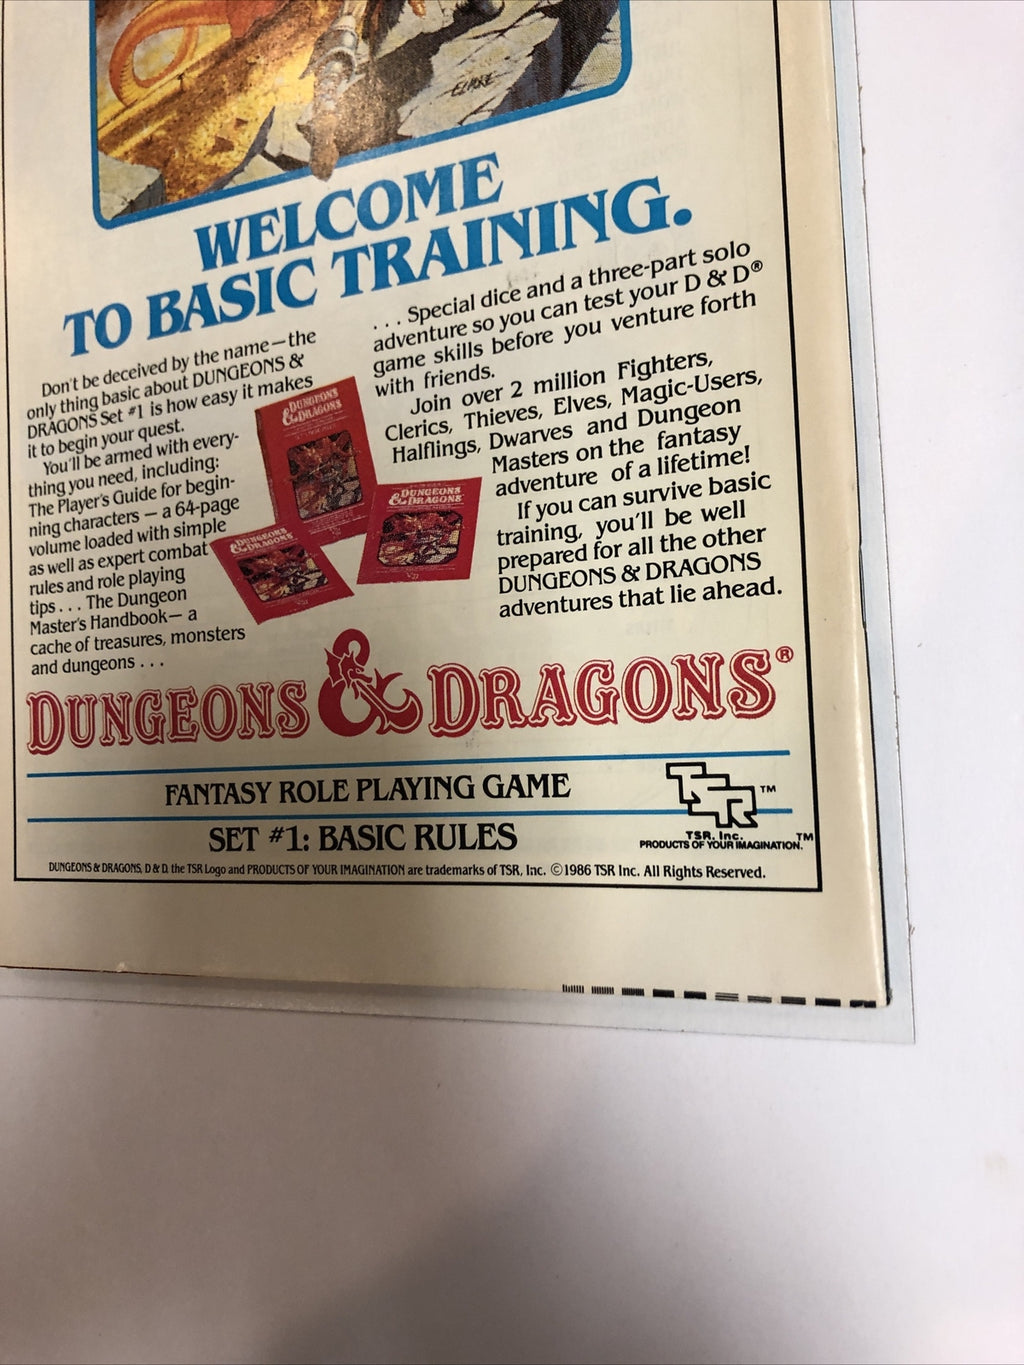 ELMORE
WELCOME
TO BASIC TRAINING.
Don't be deceived by the name—the
only thing basic about DUNGEONS &
DRAGONS Set #1 is how easy it makes
it to begin your quest.
You'll be armed with every-
thing you need, including:
The Player's Guide for begin-
ning characters — a 64-page
volume loaded with simple
as well as expert combat
rules and role playing
tips . . . The Dungeon
Master's Handbook— a
cache of treasures, monsters
and dungeons . . .
. . . Special dice and a three-part solo
adventure so you can test your D & D®
game skills before you venture forth
with friends.
Join over 2 million Fighters,
Clerics, Thieves, Elves, Magic-Users,
Halflings, Dwarves and Dungeon
Masters on the fantasy
adventure of a lifetime!
If you can survive basic
training, you'll be well
prepared for all the other
DUNGEONS & DRAGONS
adventures that lie ahead.
DUNGEONS
& DRAGONS
DUNGEONS
& DRAGONS
DUNGEONS
& DRAGONS
DUNGEONS & DRAGONS®
FANTASY ROLE PLAYING GAME
SET #1: BASIC RULES
TSR™
TSR, Inc.
PRODUCTS OF YOUR IMAGINATION.™
DUNGEONS & DRAGONS, D & D, the TSR Logo and PRODUCTS OF YOUR IMAGINATION are trademarks of TSR, Inc. ©1986 TSR Inc. All Rights Reserved.